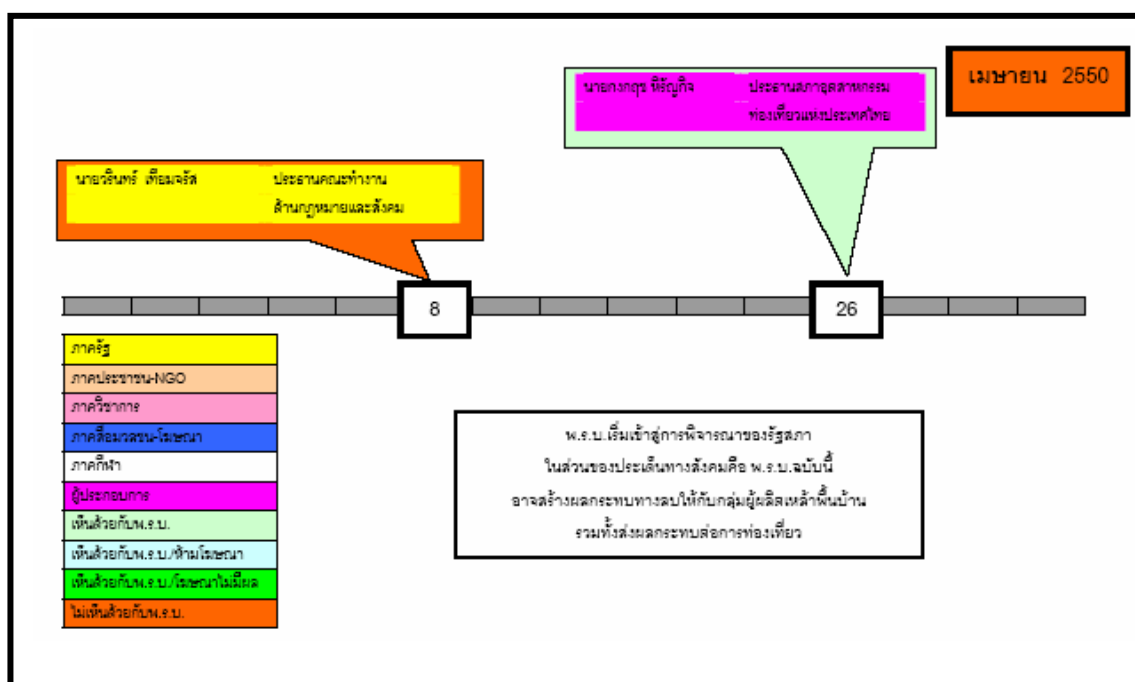 เมษายน 2550
นายกงกฤช หิรัญกิจ ประธานสภาอุตสาหกรรม
ท่องเที่ยวแห่งประเทศไทย
นายวรินทร์ เทียมจรัส ประธานคณะทำงาน
ด้านกฎหมายและสังคม
8
26
ภาครัฐ
ภาคประชาชน-NGO
ภาควิชาการ
ภาคสื่อมวลชน-โฆษณา
ภาคกีฬา
ผู้ประกอบการ
เห็นด้วยกับพ.ร.บ.
เห็นด้วยกับพ.ร.บ./ห้ามโฆษณา
เห็นด้วยกับพ.ร.บ./โฆษณาไม่มีผล
ไม่เห็นด้วยกับพ.ร.บ.
พ.ร.บ.เริ่มเข้าสู่การพิจารณาของรัฐสภา
ในส่วนของประเด็นทางสังคมคือ พ.ร.บ.ฉบับนี้
อาจสร้างผลกระทบทางลบให้กับกลุ่มผู้ผลิตเหล้าพื้นบ้าน
รวมทั้งส่งผลกระทบต่อการท่องเที่ยว